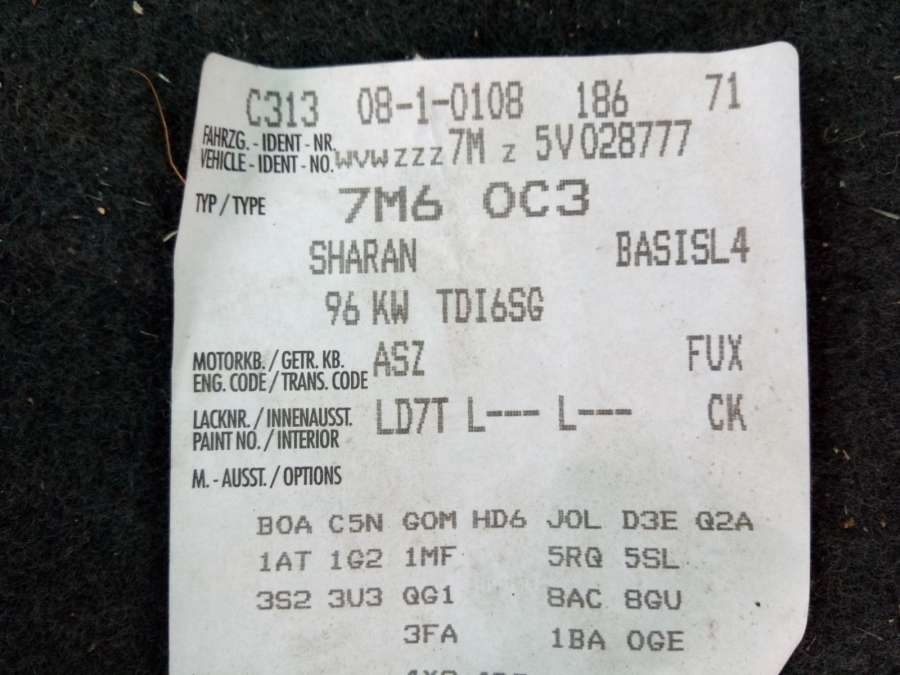 C313 08-1-0108 186 71
FAHRZG. - IDENT - NR.
VEHICLE - IDENT - NO. WVWZZZ7M Z 5V028777
TYP / TYPE 7M6 0C3
SHARAN BASISL4
96 KW TDI6SG
MOTORKB. / GETR. KB.
ENG. CODE / TRANS. CODE ASZ FUX
LACKNR. / INNENAUSST.
PAINT NO. / INTERIOR LD7T L--- L--- CK
M. - AUSST. / OPTIONS
B0A C5N G0M HD6 J0L D3E Q2A
1AT 1G2 1MF 5RQ 5SL
3S2 3U3 QG1 8AC 8GU
3FA 1BA 0GE